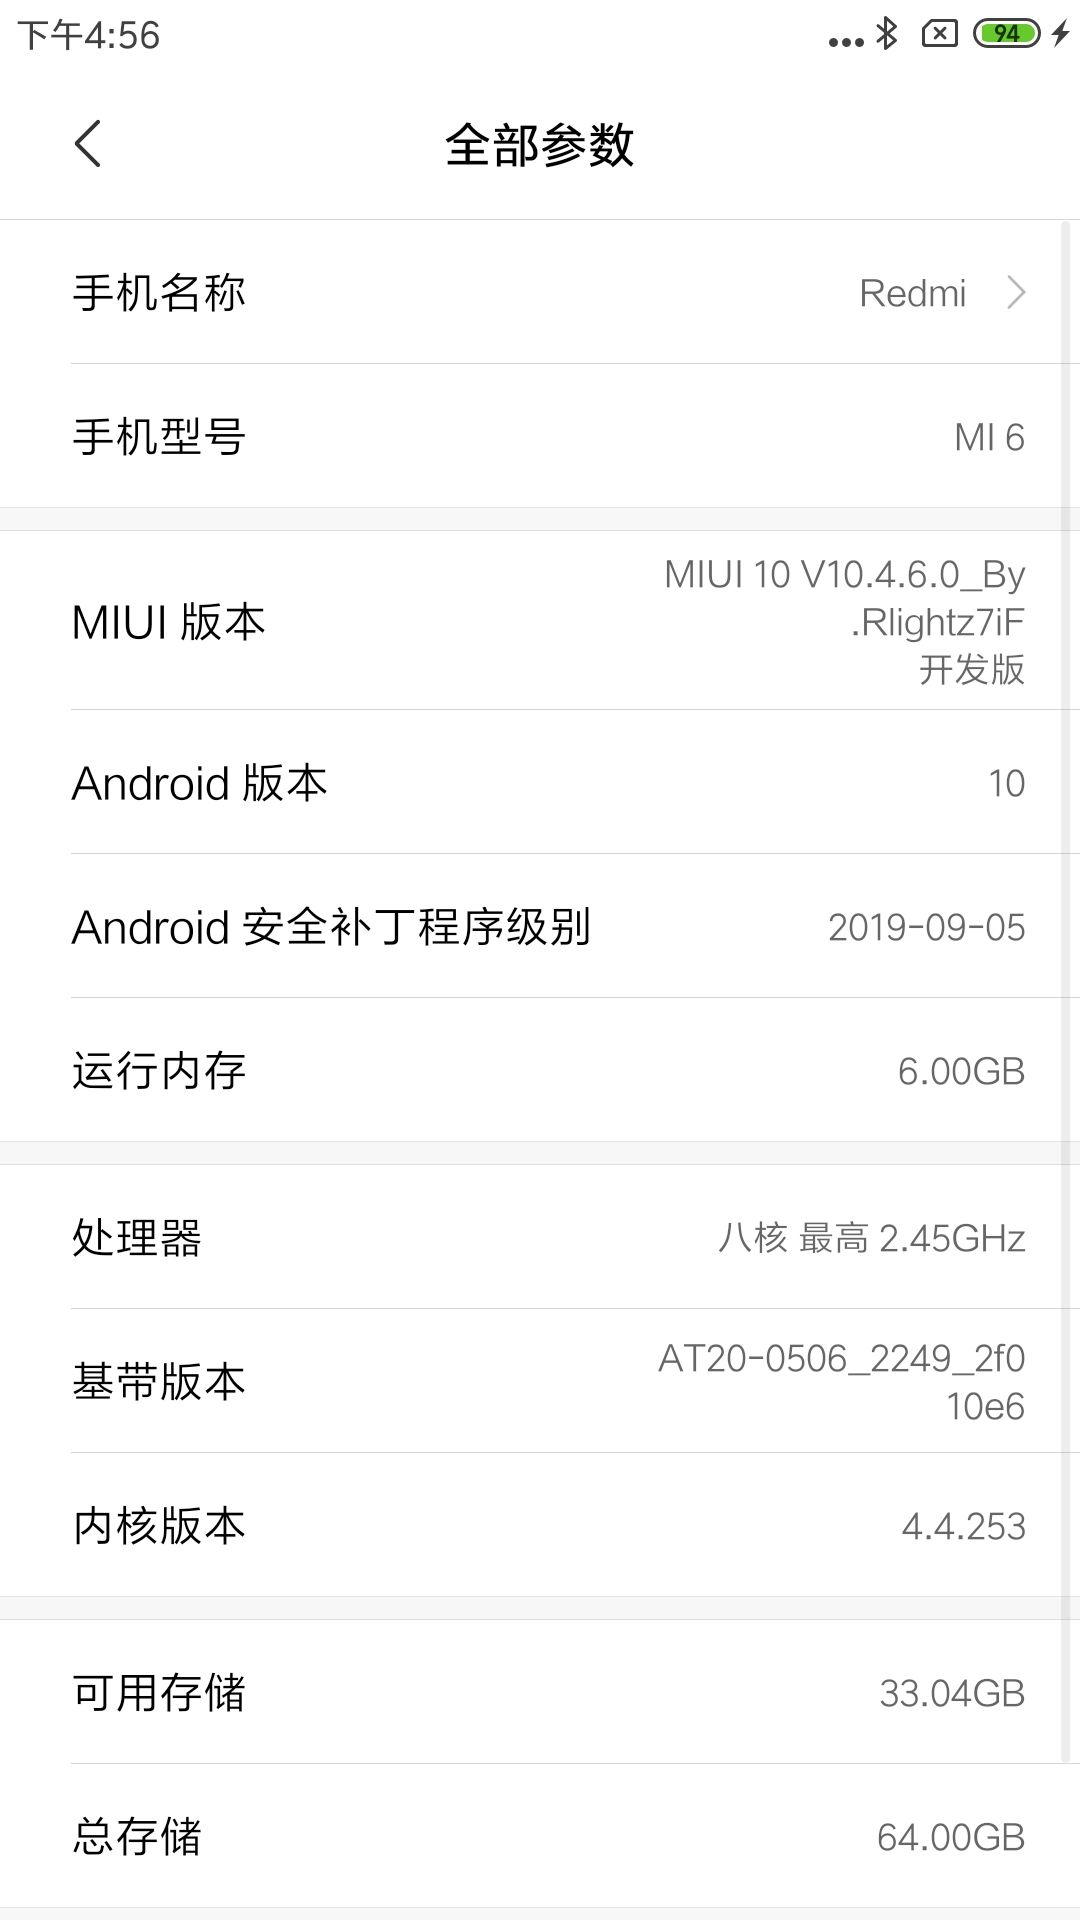 下午4:56
94
全部参数
手机名称
Redmi
手机型号
MI 6
MIUI 版本
MIUI 10 V10.4.6.0_By
.Rlightz7iF
开发版
Android 版本
10
Android 安全补丁程序级别
2019-09-05
运行内存
6.00GB
处理器
八核 最高 2.45GHz
基带版本
AT20-0506_2249_2f0
10e6
内核版本
4.4.253
可用存储
33.04GB
总存储
64.00GB